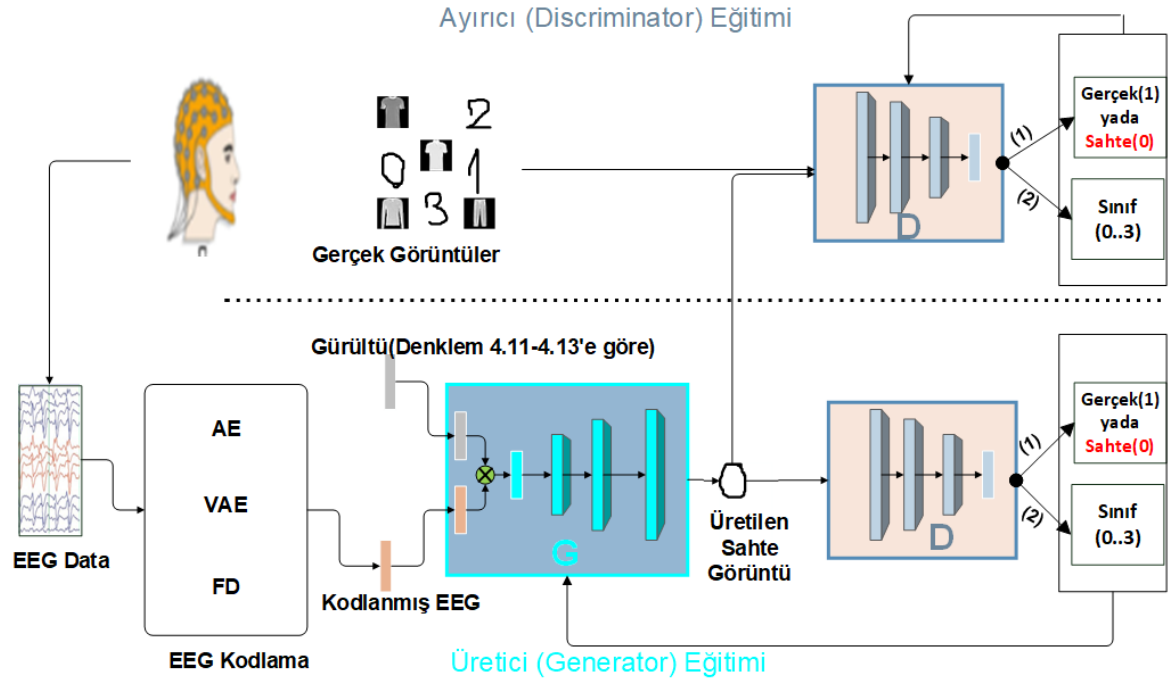 Ayırıcı (Discriminator) Eğitimi
2
0
1
3
Gerçek Görüntüler
D
(1)
(2)
Gerçek(1)
yada
Sahte(0)
Sınıf
(0..3)
Gürültü(Denklem 4.11-4.13'e göre)
EEG Data
AE
VAE
FD
EEG Kodlama
Kodlanmış EEG
G
0
Üretilen
Sahte
Görüntü
D
(1)
(2)
Gerçek(1)
yada
Sahte(0)
Sınıf
(0..3)
Üretici (Generator) Eğitimi